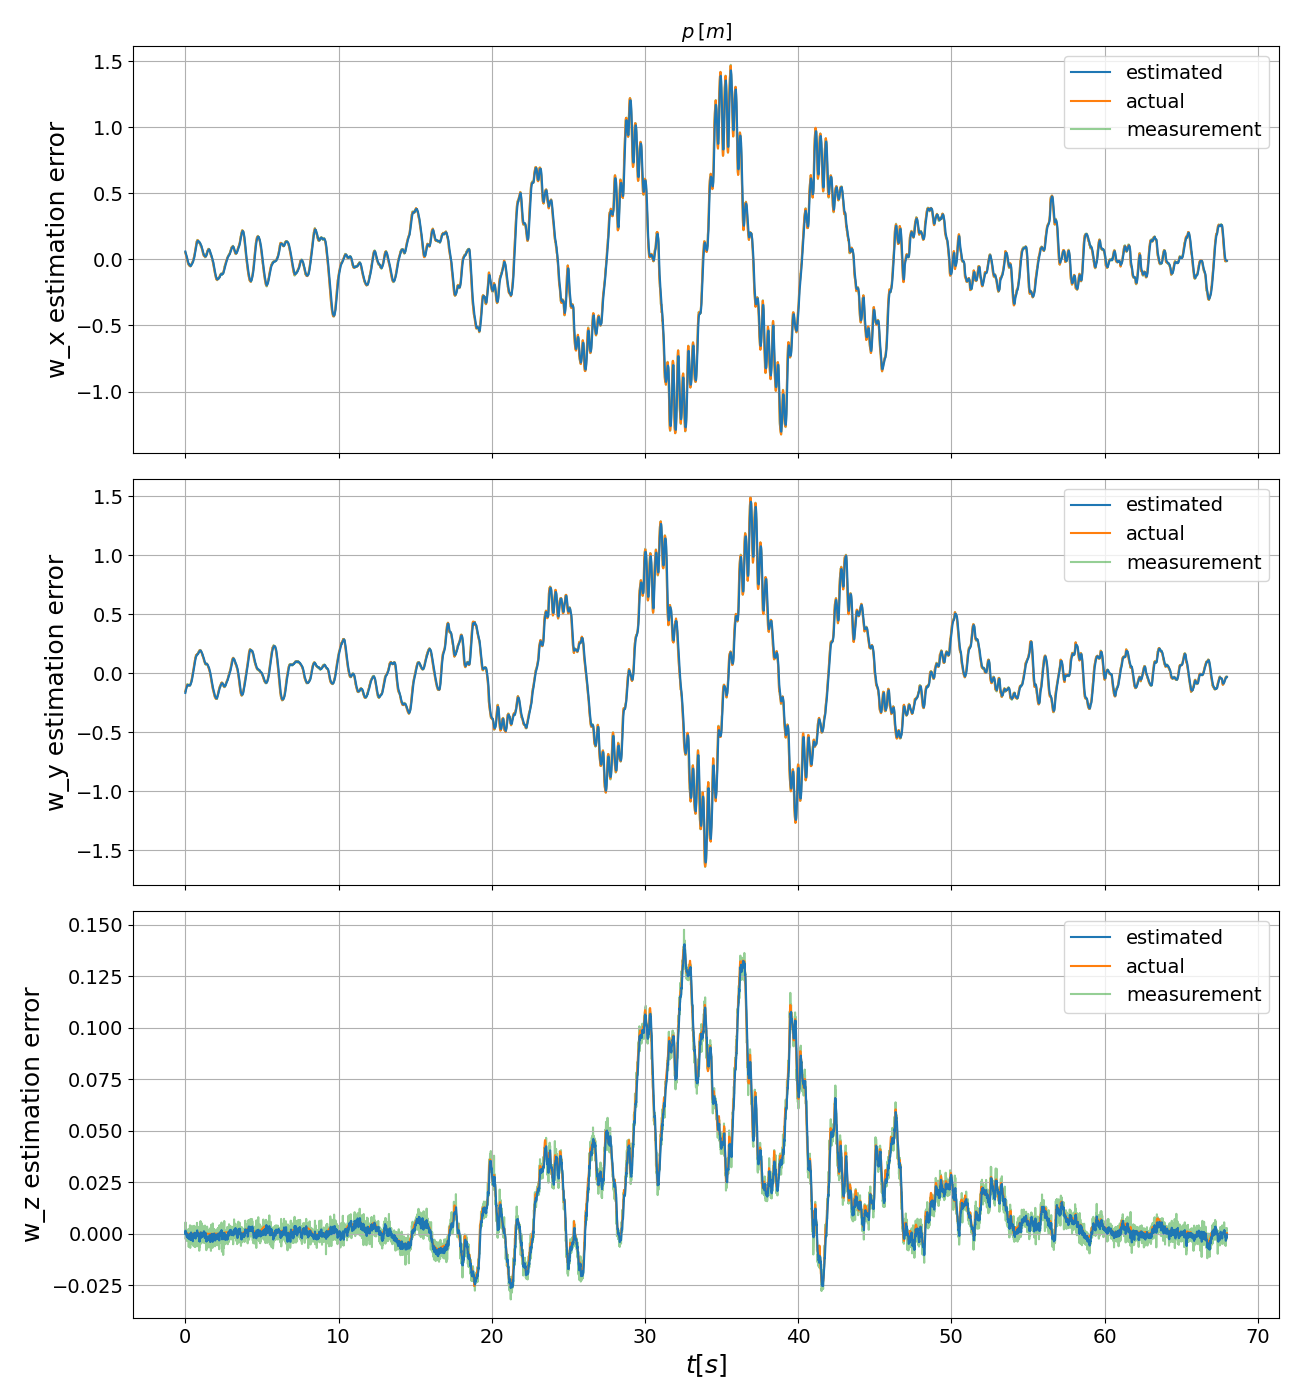 p [m]
w_x estimation error
1.5
1.0
0.5
0.0
−0.5
−1.0
estimated
actual
measurement
w_y estimation error
1.5
1.0
0.5
0.0
−0.5
−1.0
−1.5
estimated
actual
measurement
w_z estimation error
0.150
0.125
0.100
0.075
0.050
0.025
0.000
−0.025
estimated
actual
measurement
0 10 20 30 40 50 60 70
t[s]